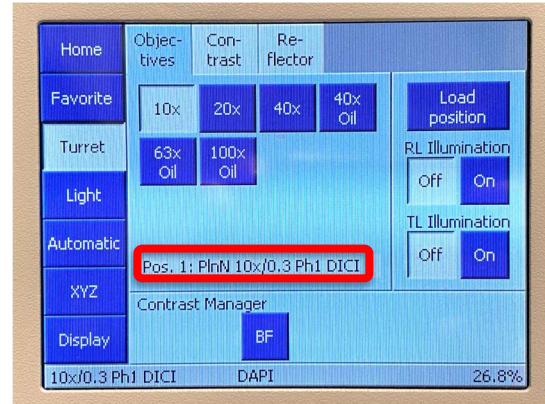 Home
Favorite
Turret
Light
Automatic
XYZ
Display
Objec-
tives
Con-
trast
Re-
flector
10x
20x
40x
40x
Oil
63x
Oil
100x
Oil
Pos. 1: PlnN 10x/0.3 Ph1 DICI
Load
position
RL Illumination
Off
On
TL Illumination
Off
On
Contrast Manager
BF
10x/0.3 Ph1 DICI DAPI 26.8%